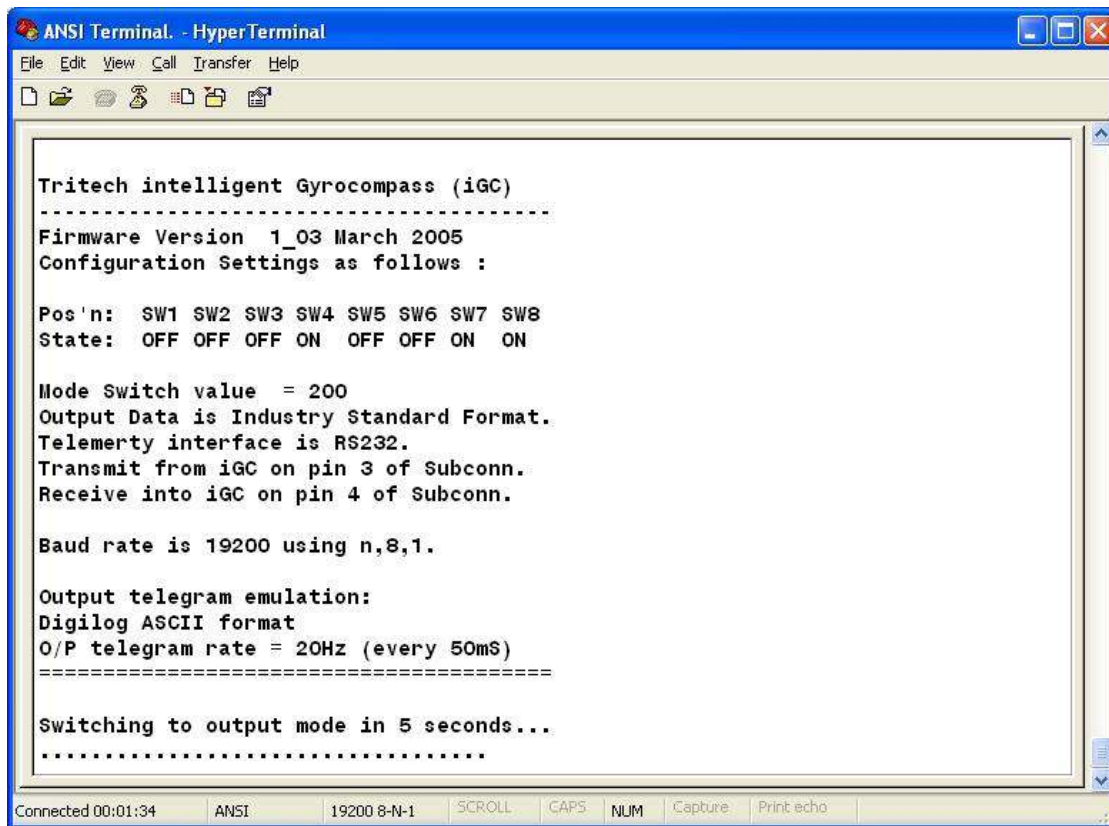 ANSI Terminal. - HyperTerminal
File Edit View Call Transfer Help
Tritech intelligent Gyrocompass (iGC)
----------------------------------------
Firmware Version  1_03 March 2005
Configuration Settings as follows :
Pos'n:  SW1 SW2 SW3 SW4  SW5 SW6 SW7 SW8
State:  OFF OFF OFF ON  OFF OFF ON  ON
Mode Switch value  = 200
Output Data is Industry Standard Format.
Telemerty interface is RS232.
Transmit from iGC on pin 3 of Subconn.
Receive into iGC on pin 4 of Subconn.
Baud rate is 19200 using n,8,1.
Output telegram emulation:
Digilog ASCII format
O/P telegram rate = 20Hz (every 50mS)
========================================
Switching to output mode in 5 seconds...
...................................
Connected 00:01:34 ANSI 19200 8-N-1 SCROLL CAPS NUM Capture Print echo